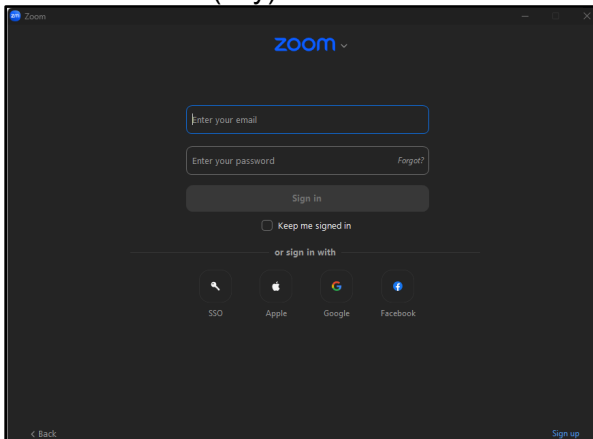 Zoom
zoom
Enter your email
Enter your password Forgot?
Sign in
Keep me signed in
or sign in with
SSO Apple Google Facebook
< Back Sign up